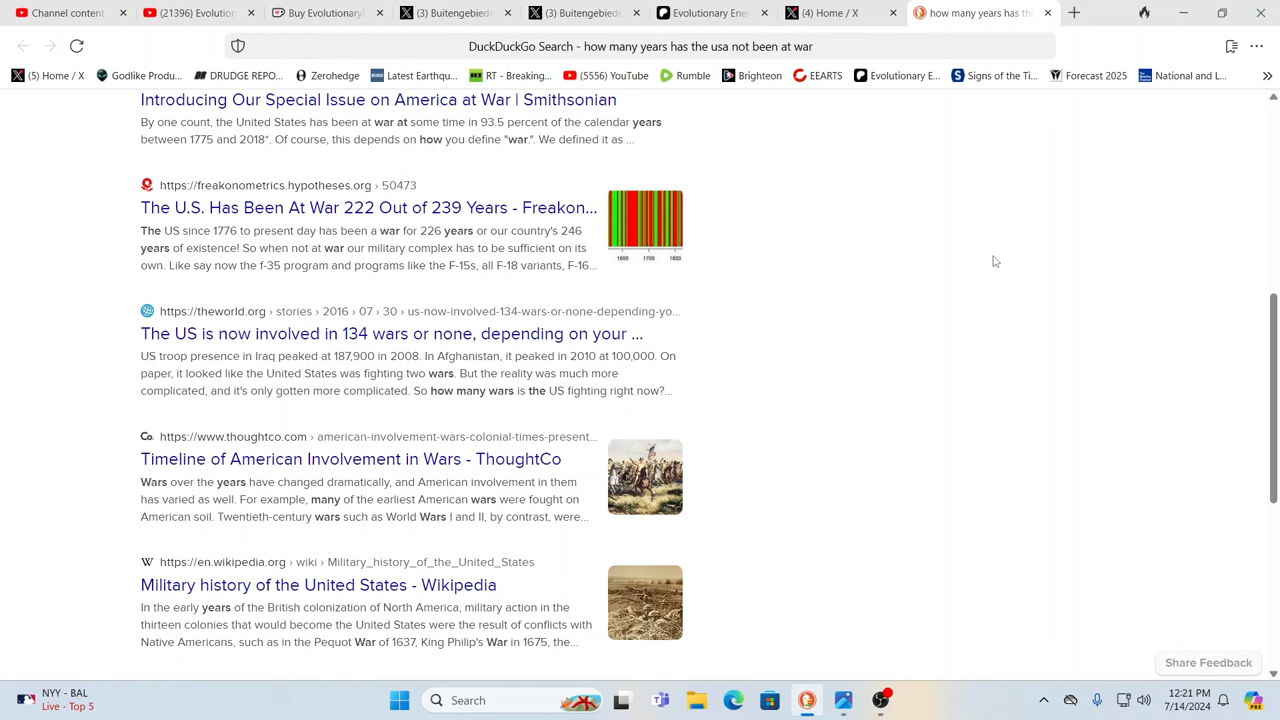 Channel content
(21396) Evolution
Buy Evolutionary
(3) Buitengebiede
(3) Buitengebiede
Evolutionary Ener
(4) Home / X
how many years has the
DuckDuckGo Search - how many years has the usa not been at war
(5) Home / X
Godlike Produ...
DRUDGE REPO...
Zerohedge
Latest Earthqu...
RT - Breaking...
(5556) YouTube
Rumble
Brighteon
EEARTS
Evolutionary E...
Signs of the Ti...
Forecast 2025
National and L...
Introducing Our Special Issue on America at War | Smithsonian
By one count, the United States has been at war at some time in 93.5 percent of the calendar years
between 1775 and 2018*. Of course, this depends on how you define "war.". We defined it as ...
https://freakonometrics.hypotheses.org › 50473
The U.S. Has Been At War 222 Out of 239 Years - Freakon...
The US since 1776 to present day has been a war for 226 years or our country's 246
years of existence! So when not at war our military complex has to be sufficient on its
own. Like say now the f-35 program and programs like the F-15s, all F-18 variants, F-16...
1600 1700 1800
https://theworld.org › stories › 2016 › 07 › 30 › us-now-involved-134-wars-or-none-depending-yo...
The US is now involved in 134 wars or none, depending on your ...
US troop presence in Iraq peaked at 187,900 in 2008. In Afghanistan, it peaked in 2010 at 100,000. On
paper, it looked like the United States was fighting two wars. But the reality was much more
complicated, and it's only gotten more complicated. So how many wars is the US fighting right now?...
Co. https://www.thoughtco.com › american-involvement-wars-colonial-times-present...
Timeline of American Involvement in Wars - ThoughtCo
Wars over the years have changed dramatically, and American involvement in them
has varied as well. For example, many of the earliest American wars were fought on
American soil. Twentieth-century wars such as World Wars I and II, by contrast, were...
W https://en.wikipedia.org › wiki › Military_history_of_the_United_States
Military history of the United States - Wikipedia
In the early years of the British colonization of North America, military action in the
thirteen colonies that would become the United States were the result of conflicts with
Native Americans, such as in the Pequot War of 1637, King Philip's War in 1675, the...
Share Feedback
NYY - BAL
Live - Top 5
Search
12:21 PM
7/14/2024